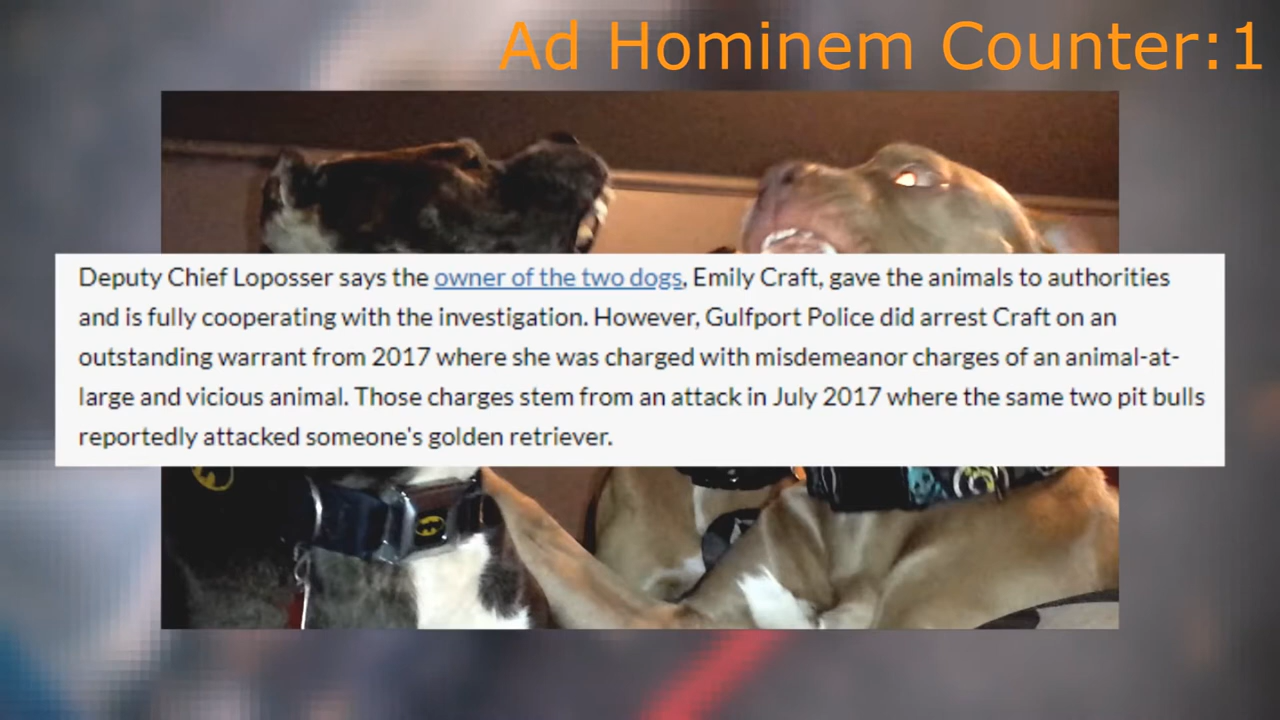 Ad Hominem Counter:1
Deputy Chief Loposser says the owner of the two dogs, Emily Craft, gave the animals to authorities
and is fully cooperating with the investigation. However, Gulfport Police did arrest Craft on an
outstanding warrant from 2017 where she was charged with misdemeanor charges of an animal-at-
large and vicious animal. Those charges stem from an attack in July 2017 where the same two pit bulls
reportedly attacked someone's golden retriever.